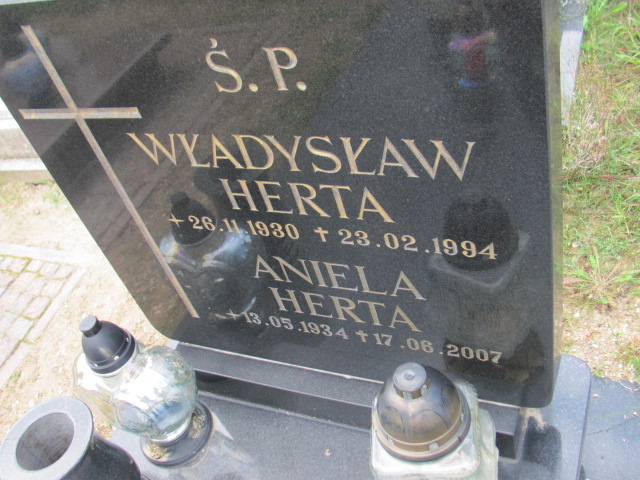 Ś.P.
WŁADYSŁAW
HERTA
+26.11.1930 +23.02.1994
ANIELA
HERTA
+13.05.1934 +17.06.2007